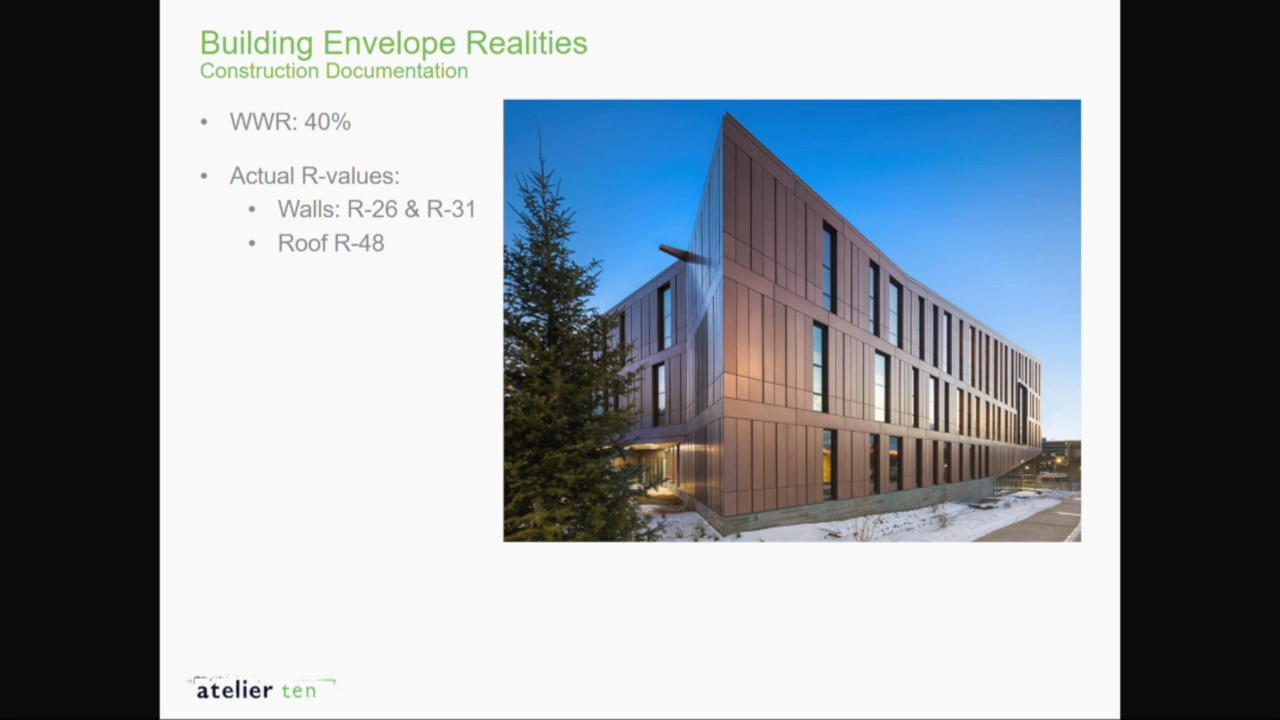 Building Envelope Realities
Construction Documentation
• WWR: 40%
• Actual R-values:
• Walls: R-26 & R-31
• Roof R-48
atelier ten